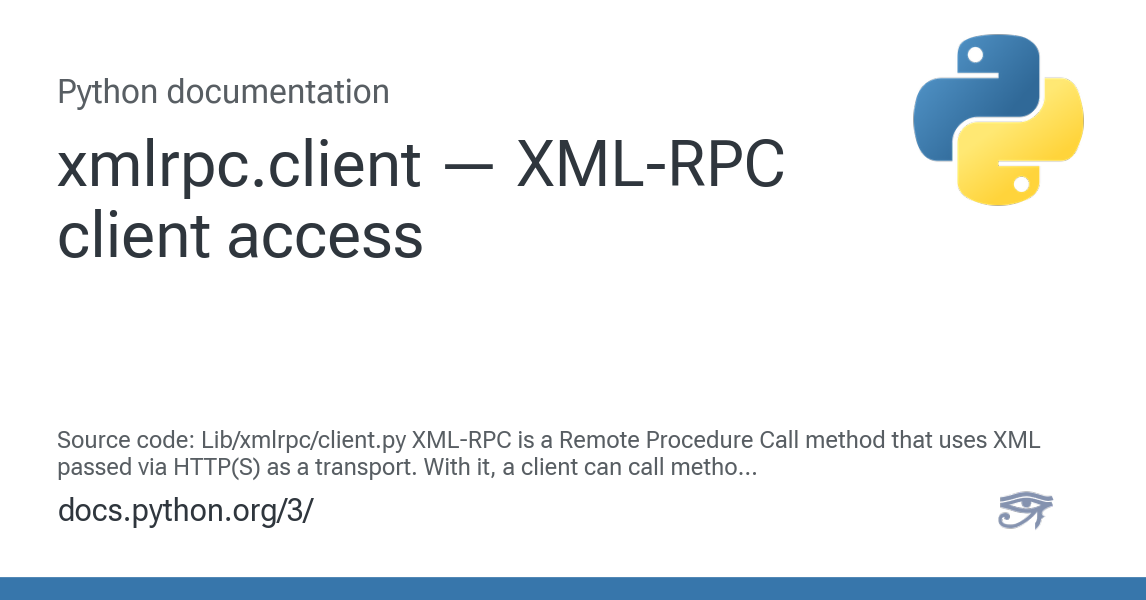 Python documentation
xmlrpc.client — XML-RPC
client access
Source code: Lib/xmlrpc/client.py XML-RPC is a Remote Procedure Call method that uses XML
passed via HTTP(S) as a transport. With it, a client can call metho...
docs.python.org/3/